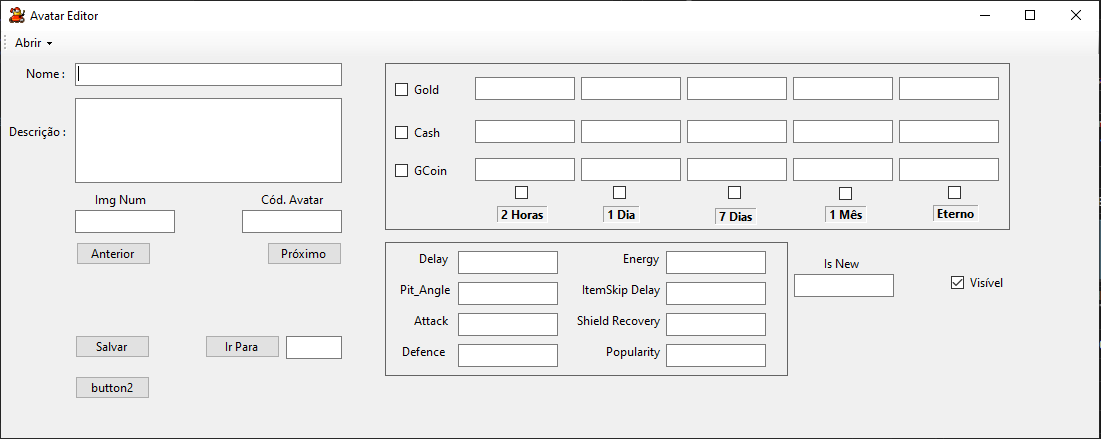 Avatar Editor
Abrir
Nome :
Descrição :
Img Num
Cód. Avatar
Anterior
Próximo
Salvar
Ir Para
button2
Gold
Cash
GCoin
2 Horas
1 Dia
7 Dias
1 Mês
Eterno
Delay
Energy
Pit_Angle
ItemSkip Delay
Attack
Shield Recovery
Defence
Popularity
Is New
Visível